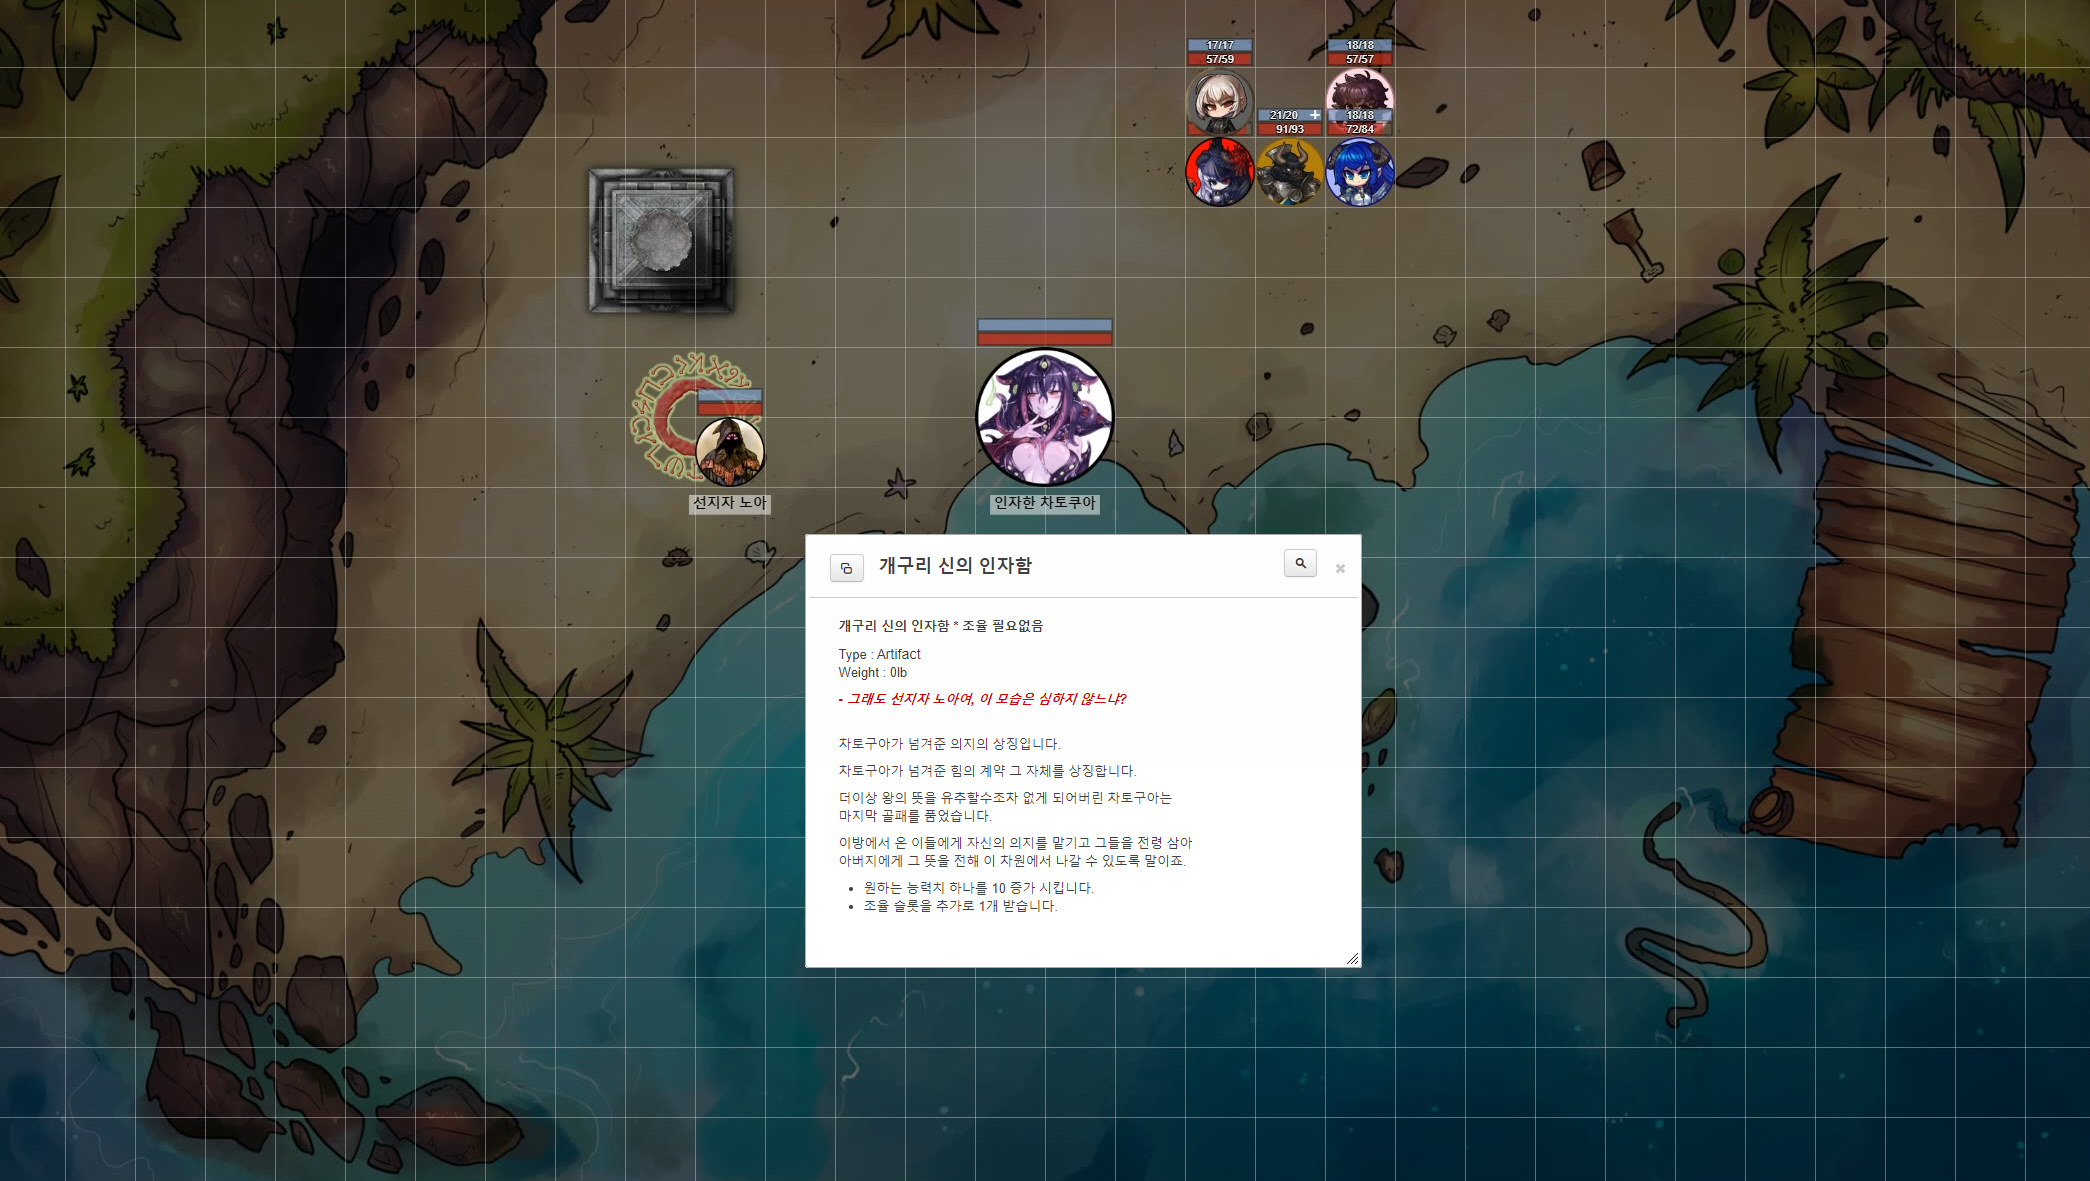 17/17
57/59
18/18
57/57
21/20
91/93
18/18
72/84
선지자 노아
인자한 차토쿠아
개구리 신의 인자함
개구리 신의 인자함 * 조율 필요없음
Type : Artifact
Weight : 0lb
- 그래도 선지자 노아여, 이 모습은 심하지 않느냐?
차토구아가 넘겨준 의지의 상징입니다.
차토구아가 넘겨준 힘의 계약 그 자체를 상징합니다.
더이상 왕의 뜻을 유추할수조차 없게 되어버린 차토구아는
마지막 골패를 품었습니다.
이방에서 온 이들에게 자신의 의지를 맡기고 그들을 전령 삼아
아버지에게 그 뜻을 전해 이 차원에서 나갈 수 있도록 말이죠.
• 원하는 능력치 하나를 10 증가 시킵니다.
• 조율 슬롯을 추가로 1개 받습니다.